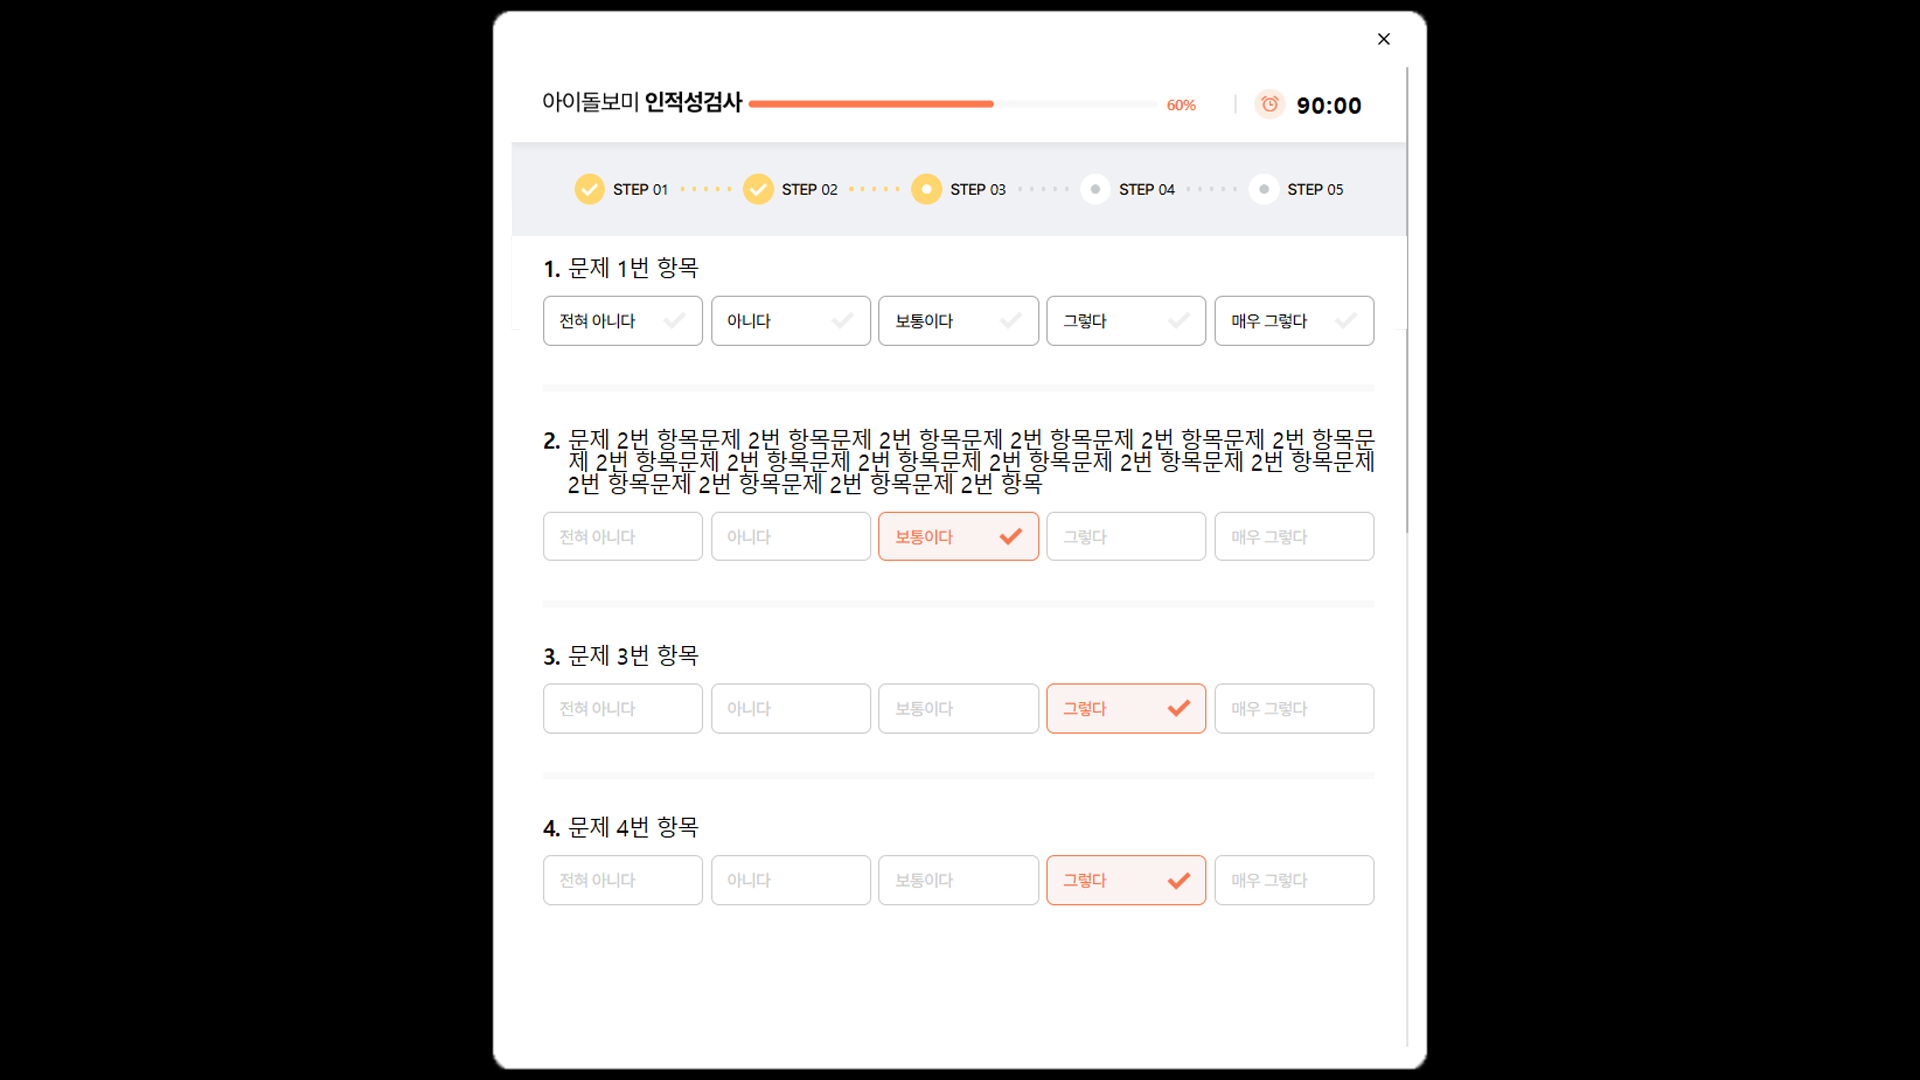 아이돌보미 인적성검사 60% 90:00
STEP 01 STEP 02 STEP 03 STEP 04 STEP 05
1. 문제 1번 항목
전혀 아니다 아니다 보통이다 그렇다 매우 그렇다
2. 문제 2번 항목문제 2번 항목문제 2번 항목문제 2번 항목문제 2번 항목문제 2번 항목문
제 2번 항목문제 2번 항목문제 2번 항목문제 2번 항목문제 2번 항목문제 2번 항목문제
2번 항목문제 2번 항목문제 2번 항목문제 2번 항목
전혀 아니다 아니다 보통이다 그렇다 매우 그렇다
3. 문제 3번 항목
전혀 아니다 아니다 보통이다 그렇다 매우 그렇다
4. 문제 4번 항목
전혀 아니다 아니다 보통이다 그렇다 매우 그렇다